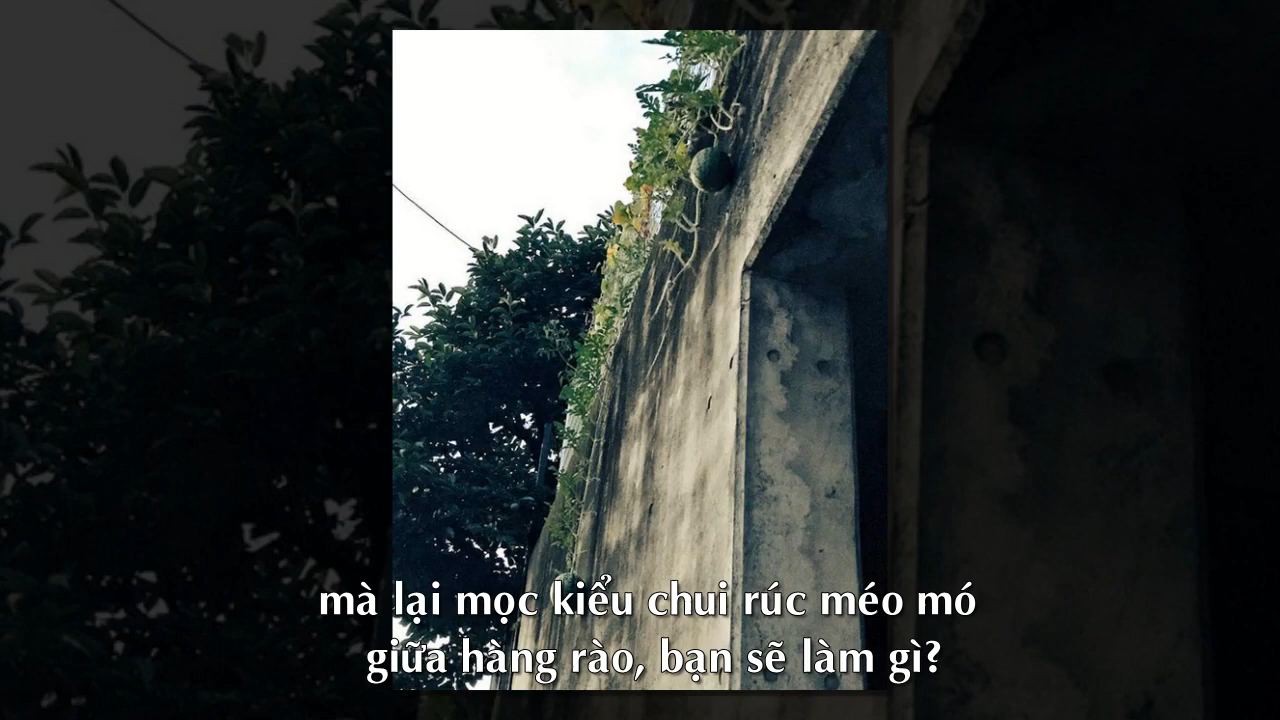 mà lại mọc kiểu chui rúc méo mó
giữa hàng rào, bạn sẽ làm gì?